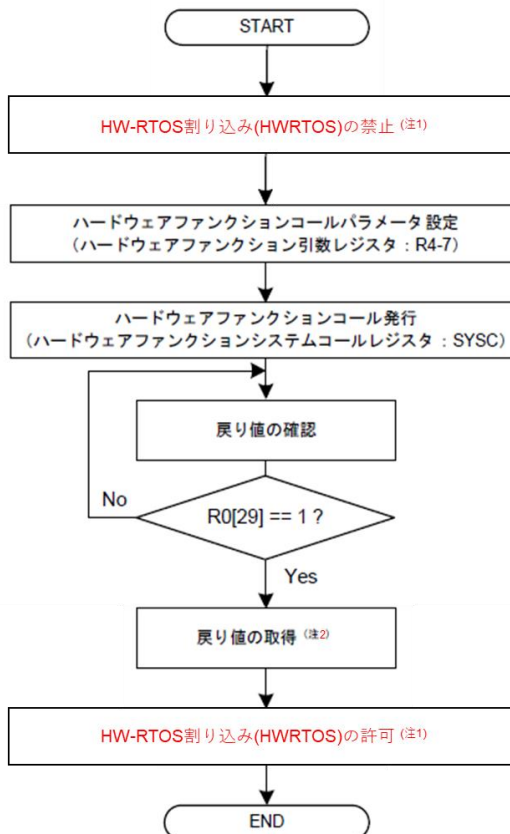 START
HW-RTOS割り込み(HWRTOS)の禁止 (注1)
ハードウェアファンクションコールパラメータ設定
(ハードウェアファンクション引数レジスタ:R4-7)
ハードウェアファンクションコール発行
(ハードウェアファンクションシステムコールレジスタ:SYSC)
戻り値の確認
No
R0[29] == 1 ?
Yes
戻り値の取得 (注2)
HW-RTOS割り込み(HWRTOS)の許可 (注1)
END